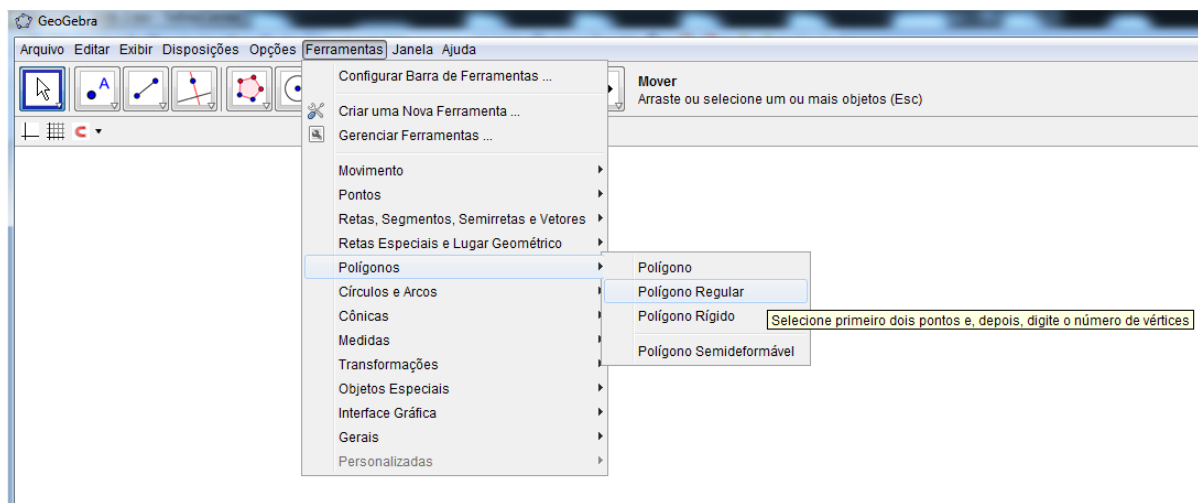 GeoGebra
Arquivo Editar Exibir Disposições Opções Ferramentas Janela Ajuda
A
Mover
Arraste ou selecione um ou mais objetos (Esc)
Configurar Barra de Ferramentas ...
Criar uma Nova Ferramenta ...
Gerenciar Ferramentas ...
Movimento
Pontos
Retas, Segmentos, Semirretas e Vetores
Retas Especiais e Lugar Geométrico
Polígonos
Círculos e Arcos
Cônicas
Medidas
Transformações
Objetos Especiais
Interface Gráfica
Gerais
Personalizadas
Polígono
Polígono Regular
Polígono Rígido
Polígono Semideformável
Selecione primeiro dois pontos e, depois, digite o número de vértices